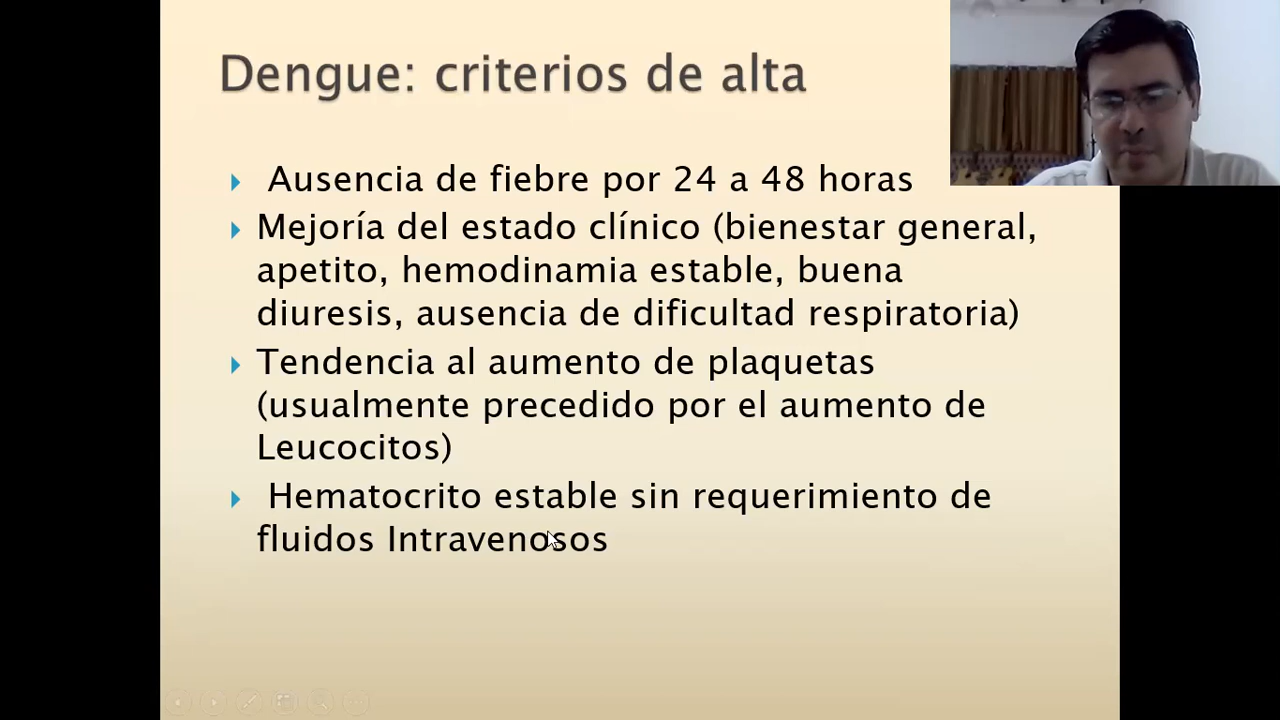 Dengue: criterios de alta
Ausencia de fiebre por 24 a 48 horas
Mejoría del estado clínico (bienestar general,
apetito, hemodinamia estable, buena
diuresis, ausencia de dificultad respiratoria)
Tendencia al aumento de plaquetas
(usualmente precedido por el aumento de
Leucocitos)
Hematocrito estable sin requerimiento de
fluidos Intravenosos